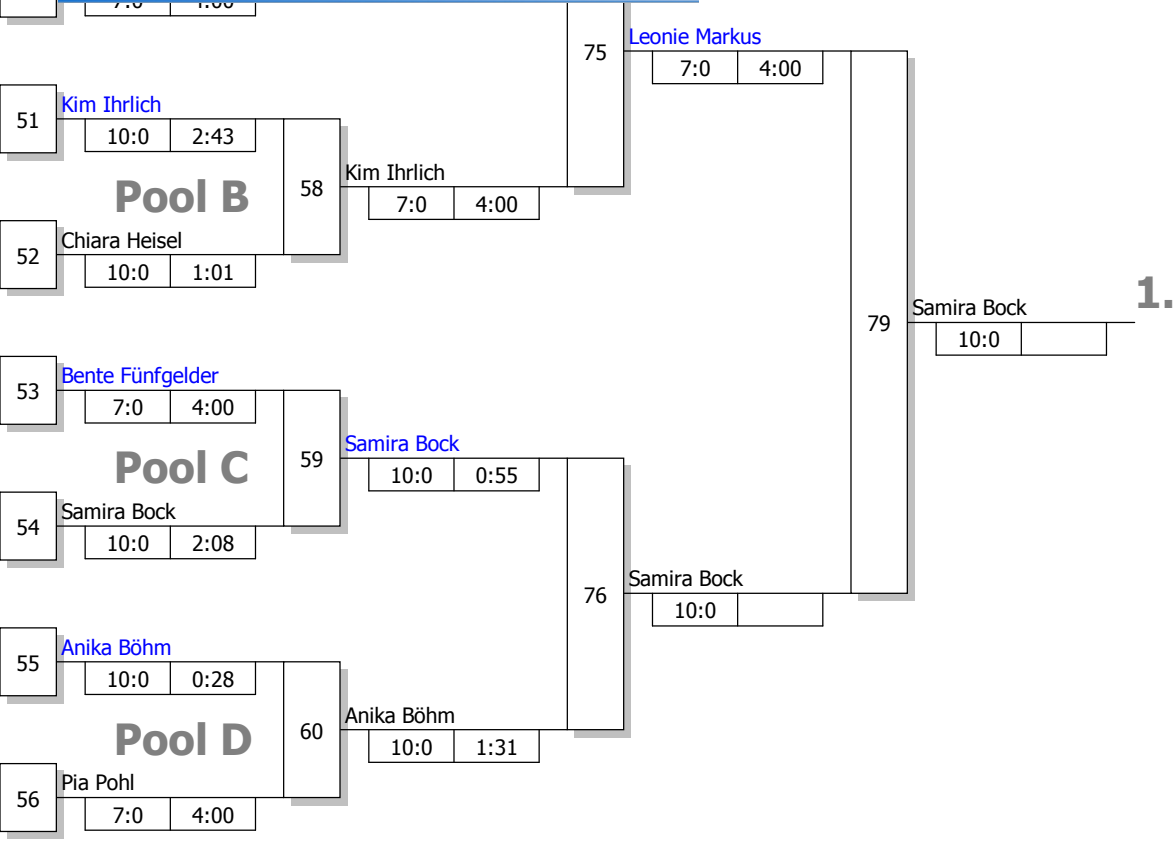 7:0 4:00
75
Leonie Markus
7:0 4:00
51
Kim Ihrlich
10:0 2:43
Pool B
58
Kim Ihrlich
7:0 4:00
52
Chiara Heisel
10:0 1:01
1.
79
Samira Bock
10:0
53
Bente Fünfgelder
7:0 4:00
Pool C
59
Samira Bock
10:0 0:55
54
Samira Bock
10:0 2:08
76
Samira Bock
10:0
55
Anika Böhm
10:0 0:28
Pool D
60
Anika Böhm
10:0 1:31
56
Pia Pohl
7:0 4:00